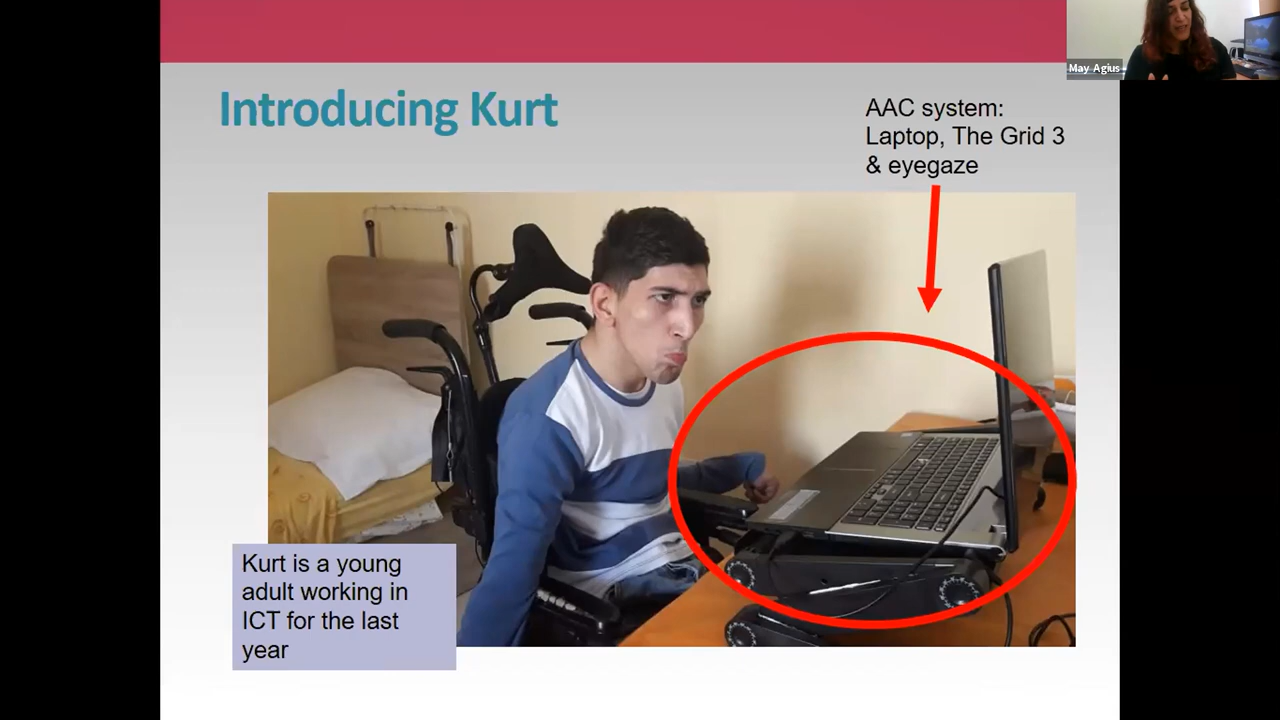 May Agius
Introducing Kurt
AAC system:
Laptop, The Grid 3
& eyegaze
Kurt is a young
adult working in
ICT for the last
year